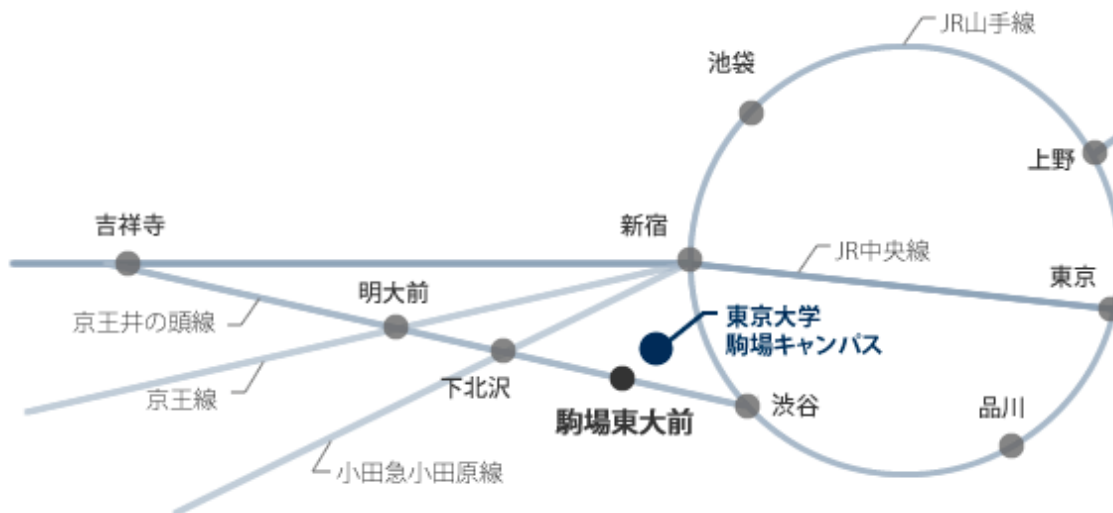 JR山手線
池袋
上野
吉祥寺
新宿
JR中央線
東京
明大前
京王井の頭線
東京大学
駒場キャンパス
京王線
下北沢
渋谷
品川
駒場東大前
小田急小田原線